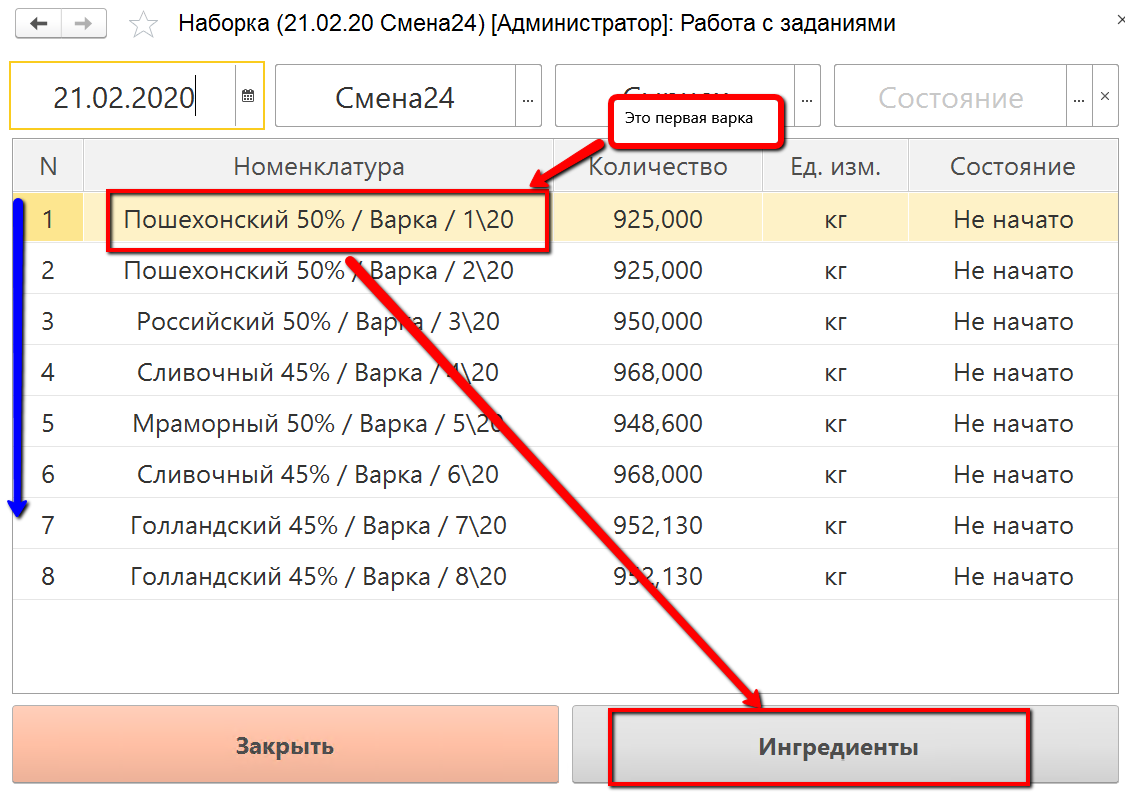 Наборка (21.02.20 Смена24) [Администратор]: Работа с заданиями
21.02.2020 Смена24 ... ... Состояние ... ×
Это первая варка
N Номенклатура Количество Ед. изм. Состояние
1 Пошехонский 50% / Варка / 1\20 925,000 кг Не начато
2 Пошехонский 50% / Варка / 2\20 925,000 кг Не начато
3 Российский 50% / Варка / 3\20 950,000 кг Не начато
4 Сливочный 45% / Варка / 4\20 968,000 кг Не начато
5 Мраморный 50% / Варка / 5\20 948,600 кг Не начато
6 Сливочный 45% / Варка / 6\20 968,000 кг Не начато
7 Голландский 45% / Варка / 7\20 952,130 кг Не начато
8 Голландский 45% / Варка / 8\20 952,130 кг Не начато
Закрыть Ингредиенты